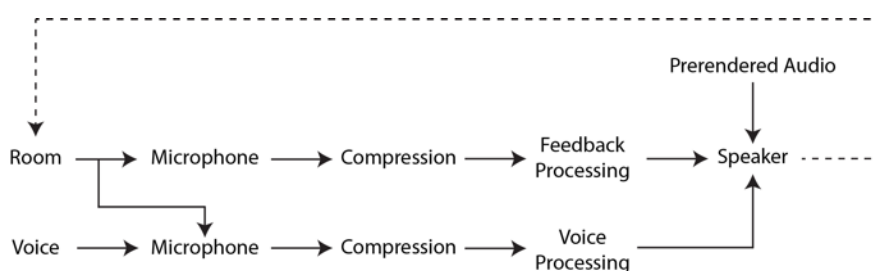 Prerendered Audio
Room
Microphone
Compression
Feedback
Processing
Speaker
Voice
Microphone
Compression
Voice
Processing